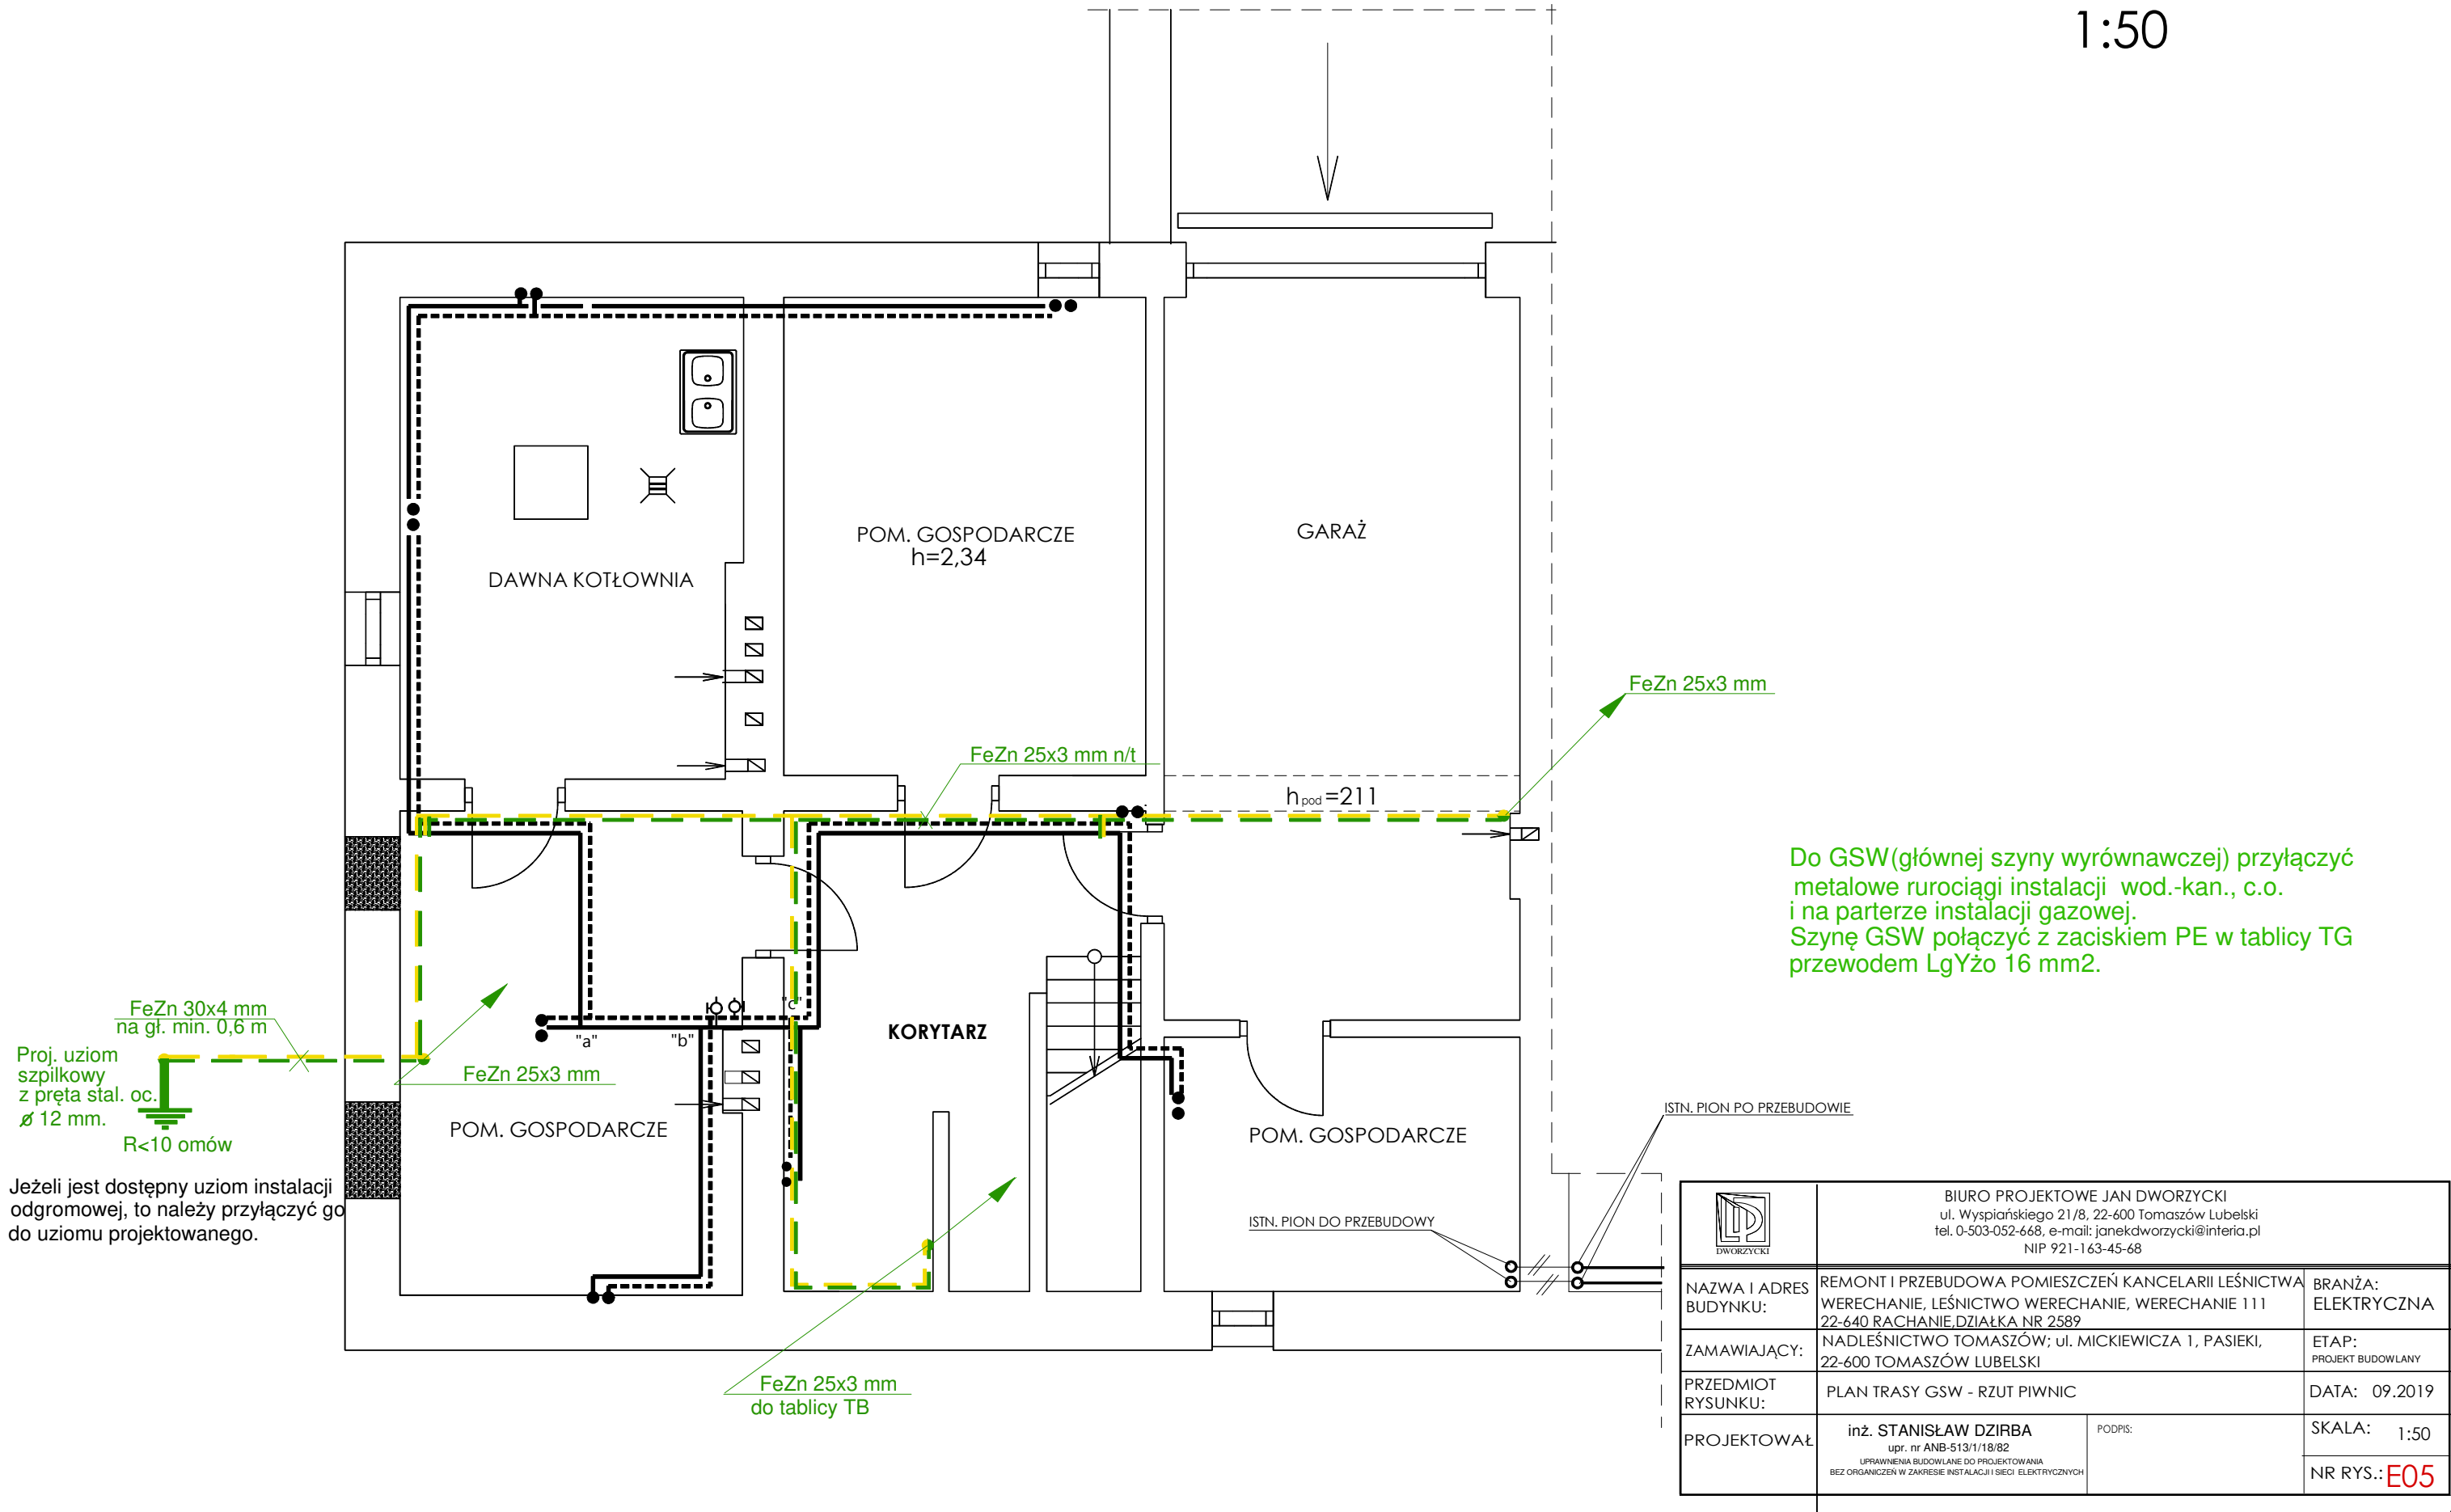 1:50
POM. GOSPODARCZE
h=2,34
GARAŻ
DAWNA KOTŁOWNIA
FeZn 25x3 mm
FeZn 25x3 mm n/t
hpod=211
Do GSW(głównej szyny wyrównawczej) przyłączyć
metalowe rurociągi instalacji wod.-kan., c.o.
i na parterze instalacji gazowej.
Szynę GSW połączyć z zaciskiem PE w tablicy TG
przewodem LgYżo 16 mm2.
FeZn 30x4 mm
na gł. min. 0,6 m
Proj. uziom
szpilkowy
z pręta stal. oc.
ø 12 mm.
R<10 omów
"a"
"b"
"c"
KORYTARZ
FeZn 25x3 mm
POM. GOSPODARCZE
POM. GOSPODARCZE
ISTN. PION PO PRZEBUDOWIE
ISTN. PION DO PRZEBUDOWY
Jeżeli jest dostępny uziom instalacji
odgromowej, to należy przyłączyć go
do uziomu projektowanego.
FeZn 25x3 mm
do tablicy TB
DWORZYCKI
BIURO PROJEKTOWE JAN DWORZYCKI
ul. Wyspiańskiego 21/8, 22-600 Tomaszów Lubelski
tel. 0-503-052-668, e-mail: janekdworzycki@interia.pl
NIP 921-163-45-68
NAZWA I ADRES
BUDYNKU:
REMONT I PRZEBUDOWA POMIESZCZEŃ KANCELARII LEŚNICTWA
WERECHANIE, LEŚNICTWO WERECHANIE, WERECHANIE 111
22-640 RACHANIE,DZIAŁKA NR 2589
BRANŻA:
ELEKTRYCZNA
ZAMAWIAJĄCY:
NADLEŚNICTWO TOMASZÓW; ul. MICKIEWICZA 1, PASIEKI,
22-600 TOMASZÓW LUBELSKI
ETAP:
PROJEKT BUDOWLANY
PRZEDMIOT
RYSUNKU:
PLAN TRASY GSW - RZUT PIWNIC
DATA: 09.2019
PROJEKTOWAŁ
inż. STANISŁAW DZIRBA
upr. nr ANB-513/1/18/82
UPRAWNIENIA BUDOWLANE DO PROJEKTOWANIA
BEZ ORGANICZEŃ W ZAKRESIE INSTALACJI I SIECI ELEKTRYCZNYCH
PODPIS:
SKALA: 1:50
NR RYS.: E05